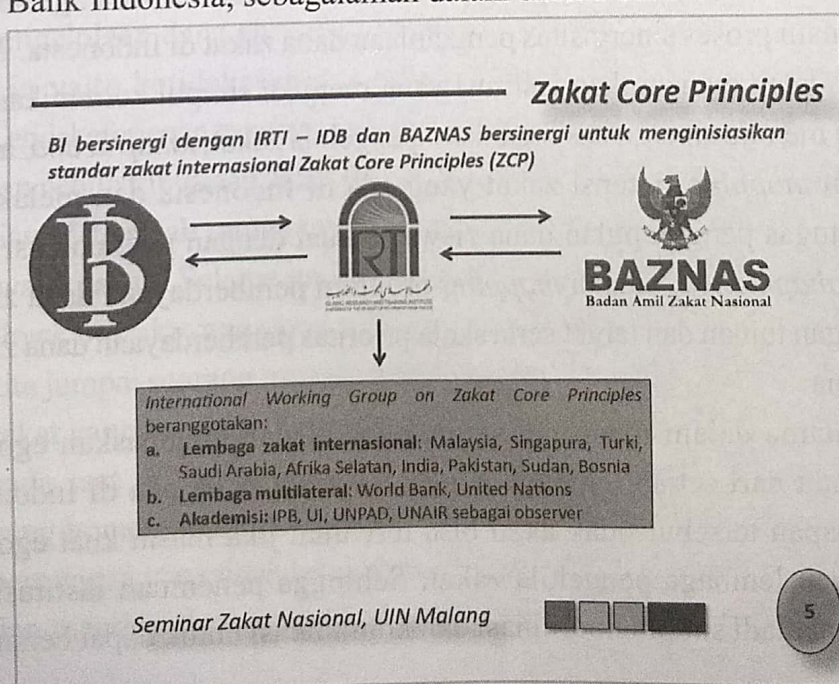 Bank Indonesia, sebagaimana
Zakat Core Principles
BI bersinergi dengan IRTI – IDB dan BAZNAS bersinergi untuk menginisiasikan
standar zakat internasional Zakat Core Principles (ZCP)
B
IRTI
BAZNAS
Badan Amil Zakat Nasional
International Working Group on Zakat Core Principles
beranggotakan:
a. Lembaga zakat internasional: Malaysia, Singapura, Turki,
Saudi Arabia, Afrika Selatan, India, Pakistan, Sudan, Bosnia
b. Lembaga multilateral: World Bank, United Nations
c. Akademisi: IPB, UI, UNPAD, UNAIR sebagai observer
Seminar Zakat Nasional, UIN Malang
5